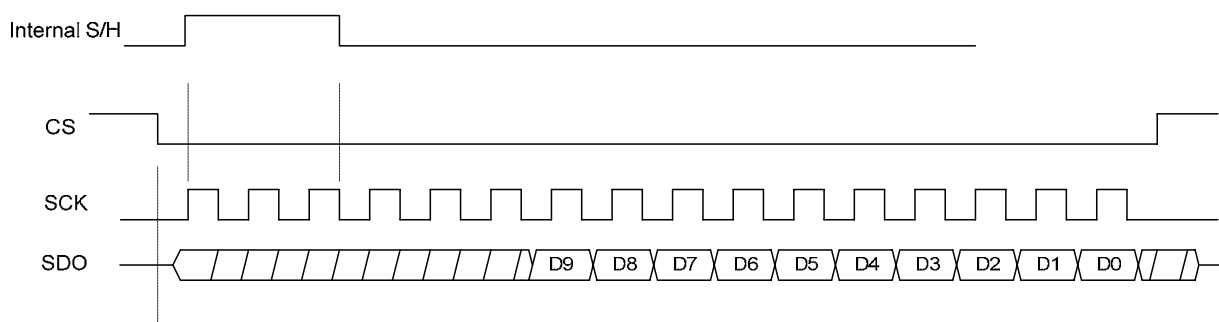 Internal S/H
CS
SCK
SDO D9 D8 D7 D6 D5 D4 D3 D2 D1 D0